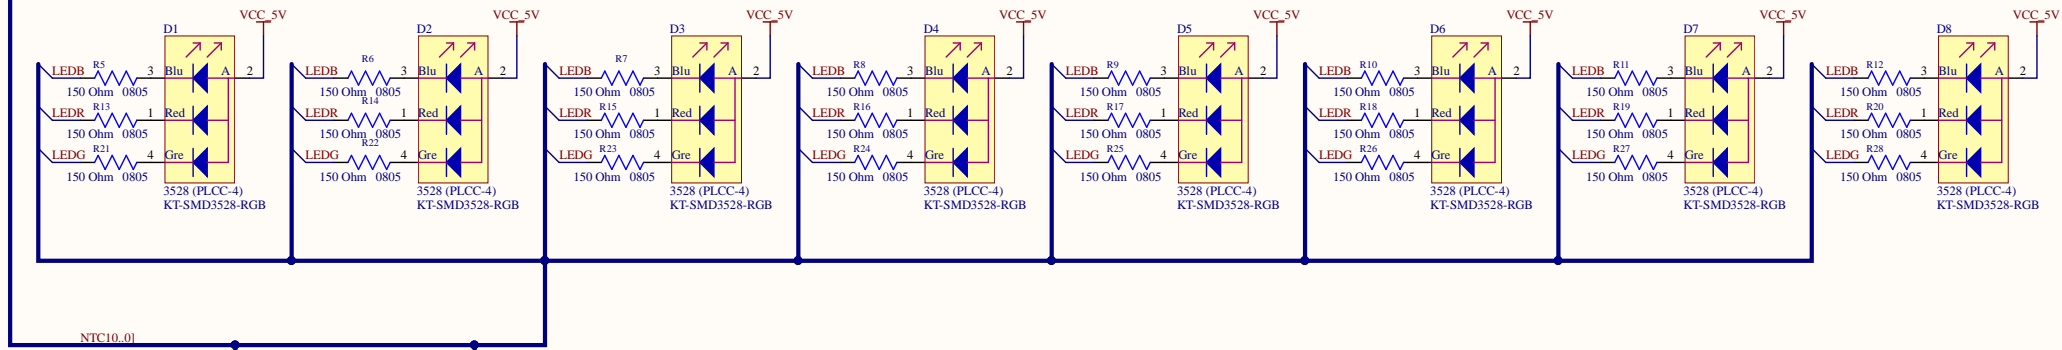 VCC_5V VCC_5V VCC_5V VCC_5V VCC_5V VCC_5V VCC_5V VCC_5V
D1 D2 D3 D4 D5 D6 D7 D8
LEDB R5 3 Blu A 2 LEDB R6 3 Blu A 2 LEDB R7 3 Blu A 2 LEDB R8 3 Blu A 2 LEDB R9 3 Blu A 2 LEDB R10 3 Blu A 2 LEDB R11 3 Blu A 2 LEDB R12 3 Blu A 2
150 Ohm 0805 150 Ohm 0805 150 Ohm 0805 150 Ohm 0805 150 Ohm 0805 150 Ohm 0805 150 Ohm 0805 150 Ohm 0805
LEDR R13 1 Red LEDR R14 1 Red LEDR R15 1 Red LEDR R16 1 Red LEDR R17 1 Red LEDR R18 1 Red LEDR R19 1 Red LEDR R20 1 Red
150 Ohm 0805 150 Ohm 0805 150 Ohm 0805 150 Ohm 0805 150 Ohm 0805 150 Ohm 0805 150 Ohm 0805 150 Ohm 0805
LEDG R21 4 Gre LEDG R22 4 Gre LEDG R23 4 Gre LEDG R24 4 Gre LEDG R25 4 Gre LEDG R26 4 Gre LEDG R27 4 Gre LEDG R28 4 Gre
150 Ohm 0805 150 Ohm 0805 150 Ohm 0805 150 Ohm 0805 150 Ohm 0805 150 Ohm 0805 150 Ohm 0805 150 Ohm 0805
3528 (PLCC-4) 3528 (PLCC-4) 3528 (PLCC-4) 3528 (PLCC-4) 3528 (PLCC-4) 3528 (PLCC-4) 3528 (PLCC-4) 3528 (PLCC-4)
KT-SMD3528-RGB KT-SMD3528-RGB KT-SMD3528-RGB KT-SMD3528-RGB KT-SMD3528-RGB KT-SMD3528-RGB KT-SMD3528-RGB KT-SMD3528-RGB
NTC10..0]